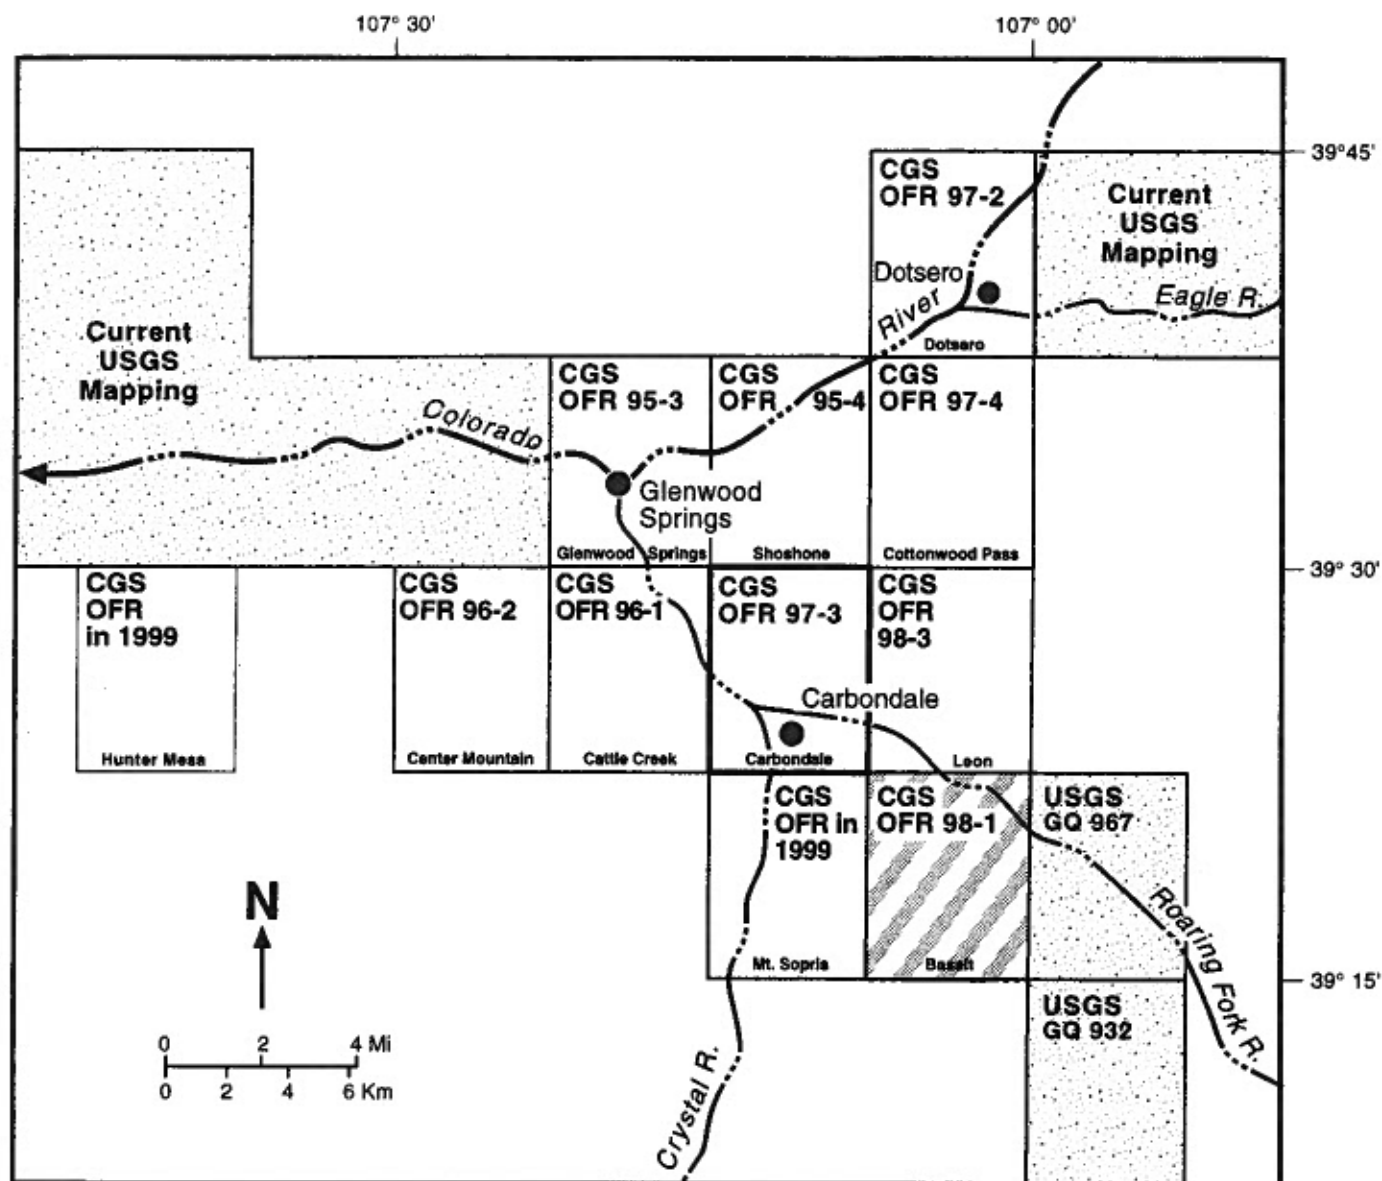 107° 30'
107° 00'
39°45'
CGS
OFR 97-2
Current
USGS
Mapping
Dotsero
River
Eagle R.
Dotsero
Current
USGS
Mapping
Colorado
CGS
OFR 95-3
CGS
OFR 95-4
CGS
OFR 97-4
Glenwood
Springs
Glenwood Springs
Shoshone
Cottonwood Pass
39° 30'
CGS
OFR
in 1999
CGS
OFR 96-2
CGS
OFR 96-1
CGS
OFR 97-3
CGS
OFR
98-3
Carbondale
Hunter Mesa
Center Mountain
Cattle Creek
Carbondale
Leon
CGS
OFR in
1999
CGS
OFR 98-1
USGS
GQ 967
Roaring Fork R.
N
Mt. Sopris
Basalt
39° 15'
USGS
GQ 932
0 2 4 Mi
0 2 4 6 Km
Crystal R.